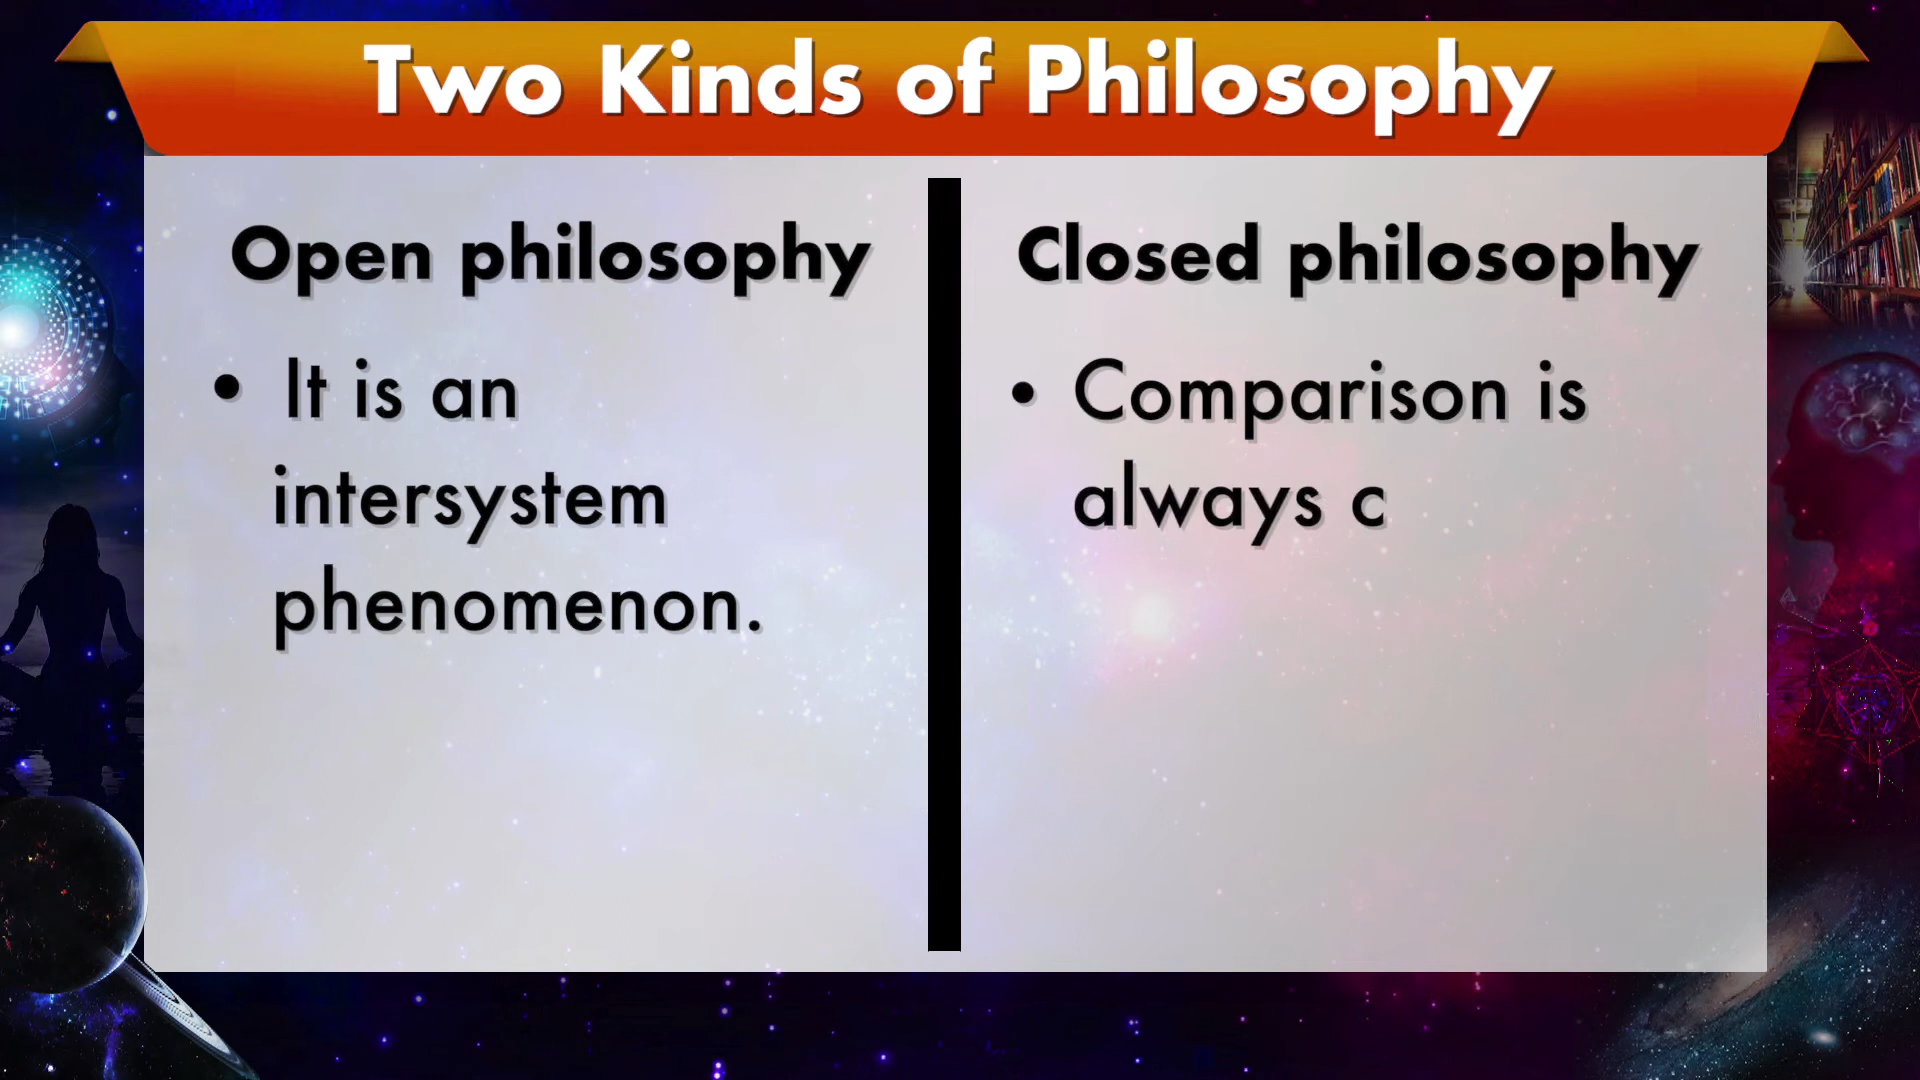 Two Kinds of Philosophy
Open philosophy
• It is an
intersystem
phenomenon.
Closed philosophy
• Comparison is
always c